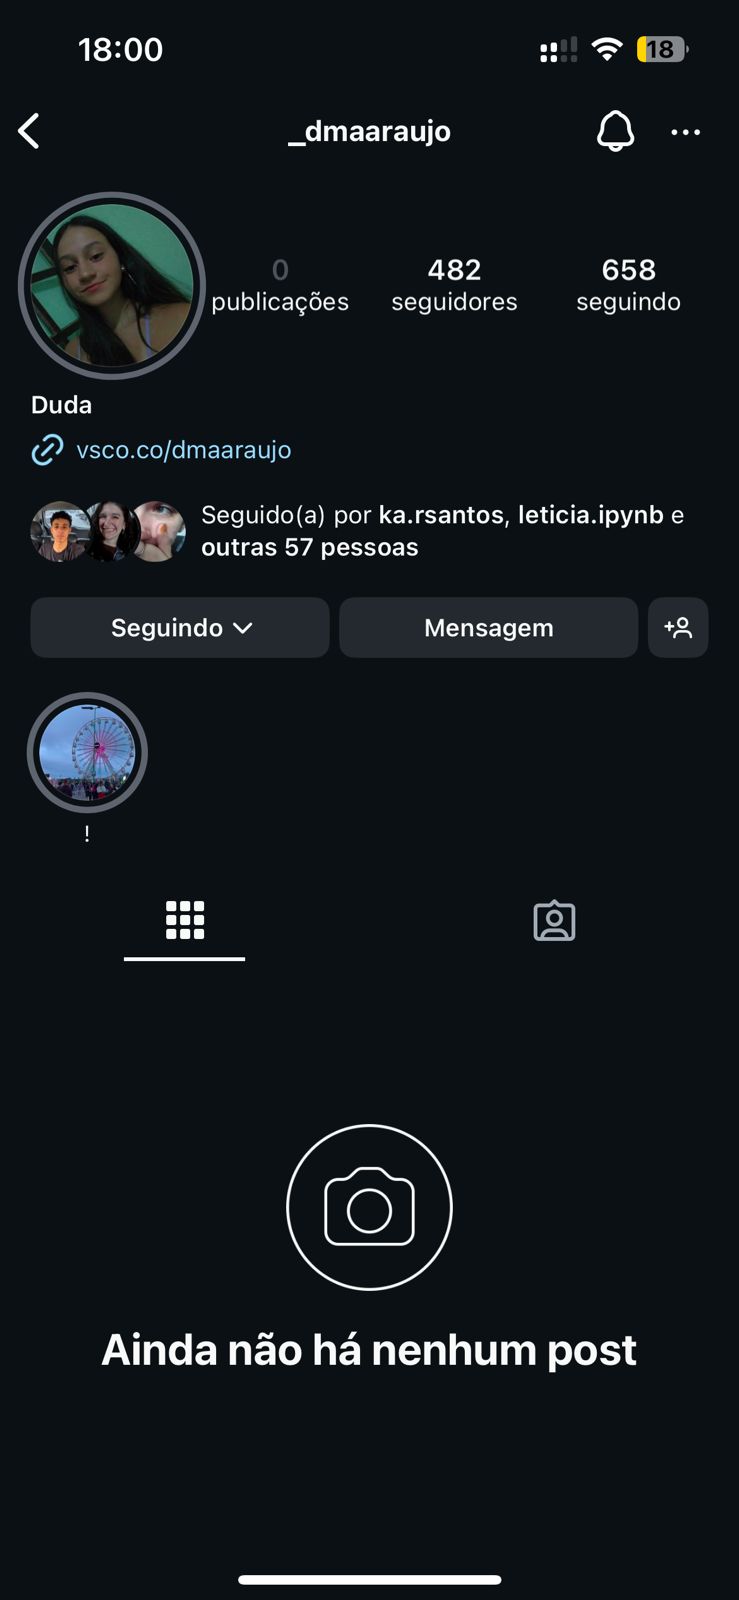 18:00
18
_dmaaraujo
0
publicações
482
seguidores
658
seguindo
Duda
vsco.co/dmaaraujo
Seguido(a) por ka.rsantos, leticia.ipynb e
outras 57 pessoas
Seguindo
Mensagem
!
Ainda não há nenhum post